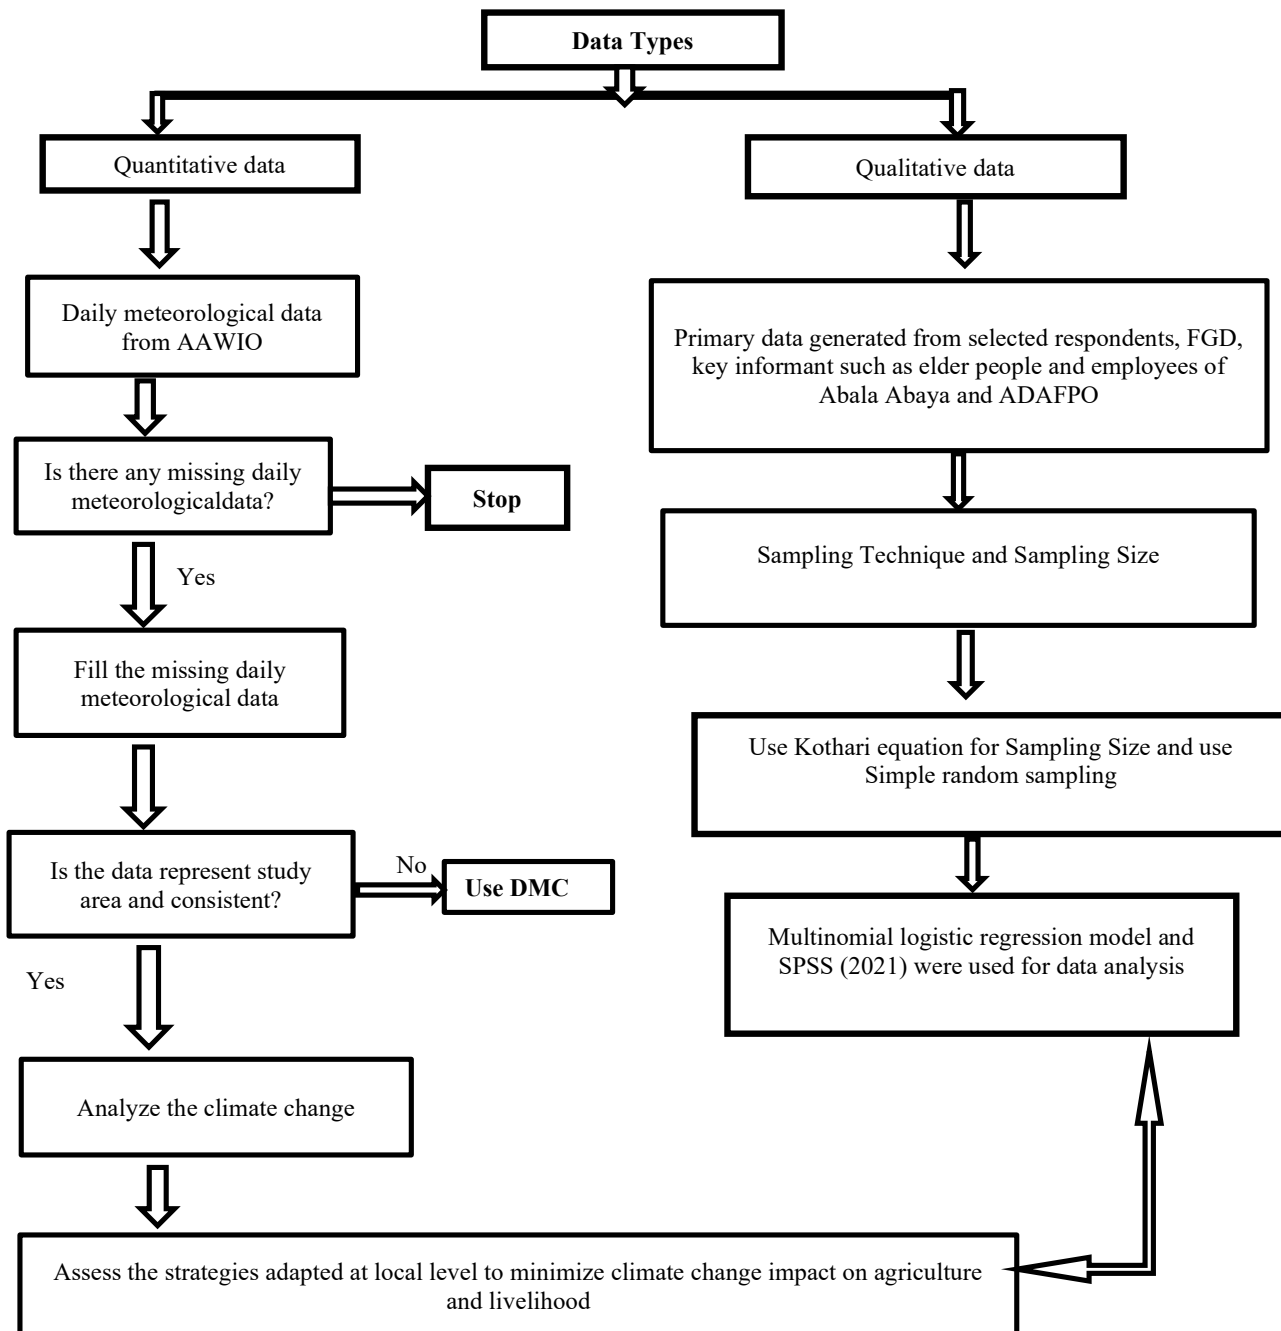 Data Types
Quantitative data
Qualitative data
Daily meteorological data
from AAWIO
Primary data generated from selected respondents, FGD,
key informant such as elder people and employees of
Abala Abaya and ADAFPO
Is there any missing daily
meteorologicaldata?
Stop
Sampling Technique and Sampling Size
Yes
Fill the missing daily
meteorological data
Use Kothari equation for Sampling Size and use
Simple random sampling
Is the data represent study
area and consistent?
No
Use DMC
Multinomial logistic regression model and
SPSS (2021) were used for data analysis
Yes
Analyze the climate change
Assess the strategies adapted at local level to minimize climate change impact on agriculture
and livelihood